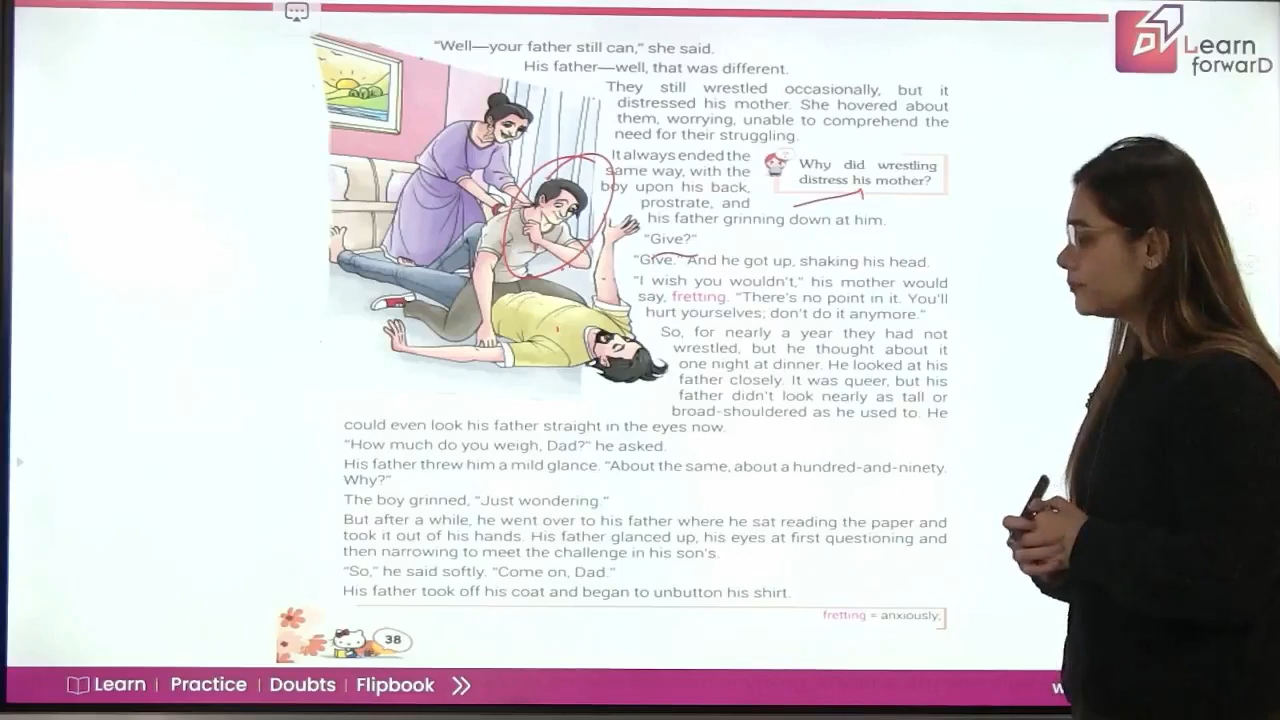 Learn
forwarD
"Well—your father still can," she said.
His father—well, that was different.
They still wrestled occasionally, but it
distressed his mother. She hovered about
them, worrying, unable to comprehend the
need for their struggling.
It always ended the
same way, with the
boy upon his back,
prostrate, and
his father grinning down at him.
Why did wrestling
distress his mother?
"Give?"
"Give." And he got up, shaking his head.
"I wish you wouldn't," his mother would
say, fretting. "There's no point in it. You'll
hurt yourselves; don't do it anymore."
So, for nearly a year they had not
wrestled, but he thought about it
one night at dinner. He looked at his
father closely. It was queer, but his
father didn't look nearly as tall or
broad-shouldered as he used to. He
could even look his father straight in the eyes now.
"How much do you weigh, Dad?" he asked.
His father threw him a mild glance. "About the same, about a hundred-and-ninety.
Why?"
The boy grinned, "Just wondering."
But after a while, he went over to his father where he sat reading the paper and
took it out of his hands. His father glanced up, his eyes at first questioning and
then narrowing to meet the challenge in his son's.
"So," he said softly. "Come on, Dad."
His father took off his coat and began to unbutton his shirt.
fretting = anxiously,
38
Learn | Practice | Doubts | Flipbook